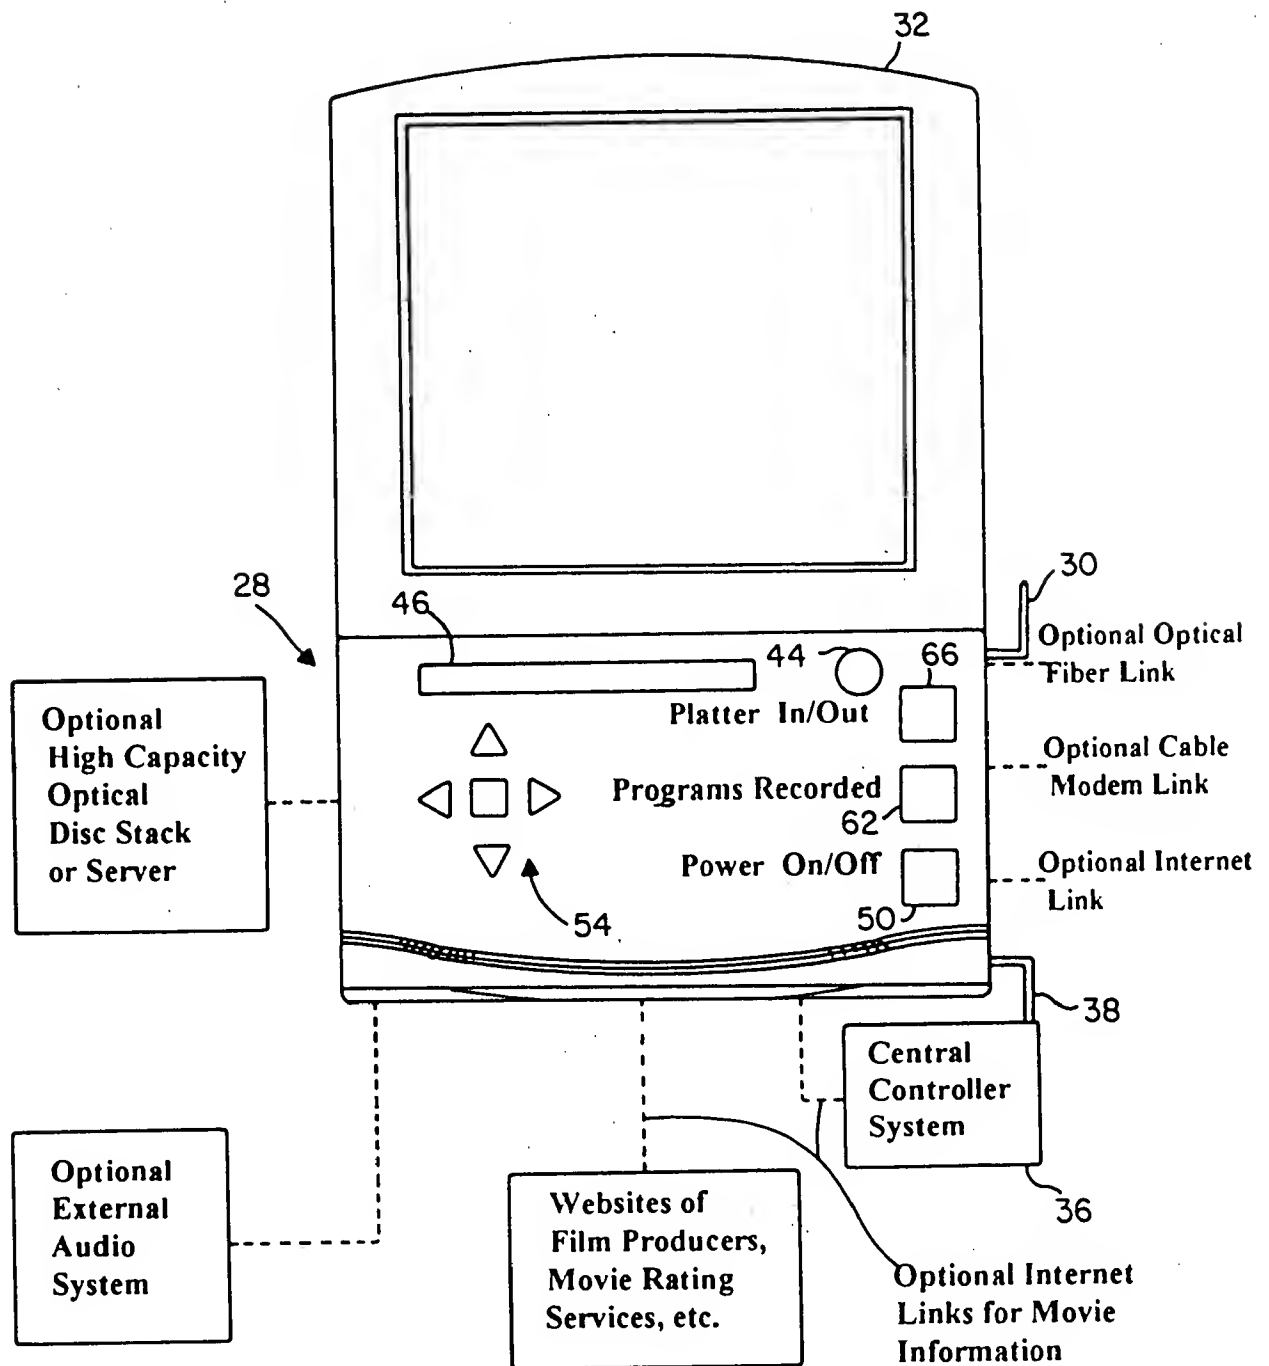 32
30
28
46
44
66
Optional Optical
Fiber Link
Platter In/Out
Optional
High Capacity
Optical
Disc Stack
or Server
Optional Cable
Modem Link
Programs Recorded
62
Power On/Off
Optional Internet
Link
50
54
38
Central
Controller
System
36
Optional
External
Audio
System
Websites of
Film Producers,
Movie Rating
Services, etc.
Optional Internet
Links for Movie
Information